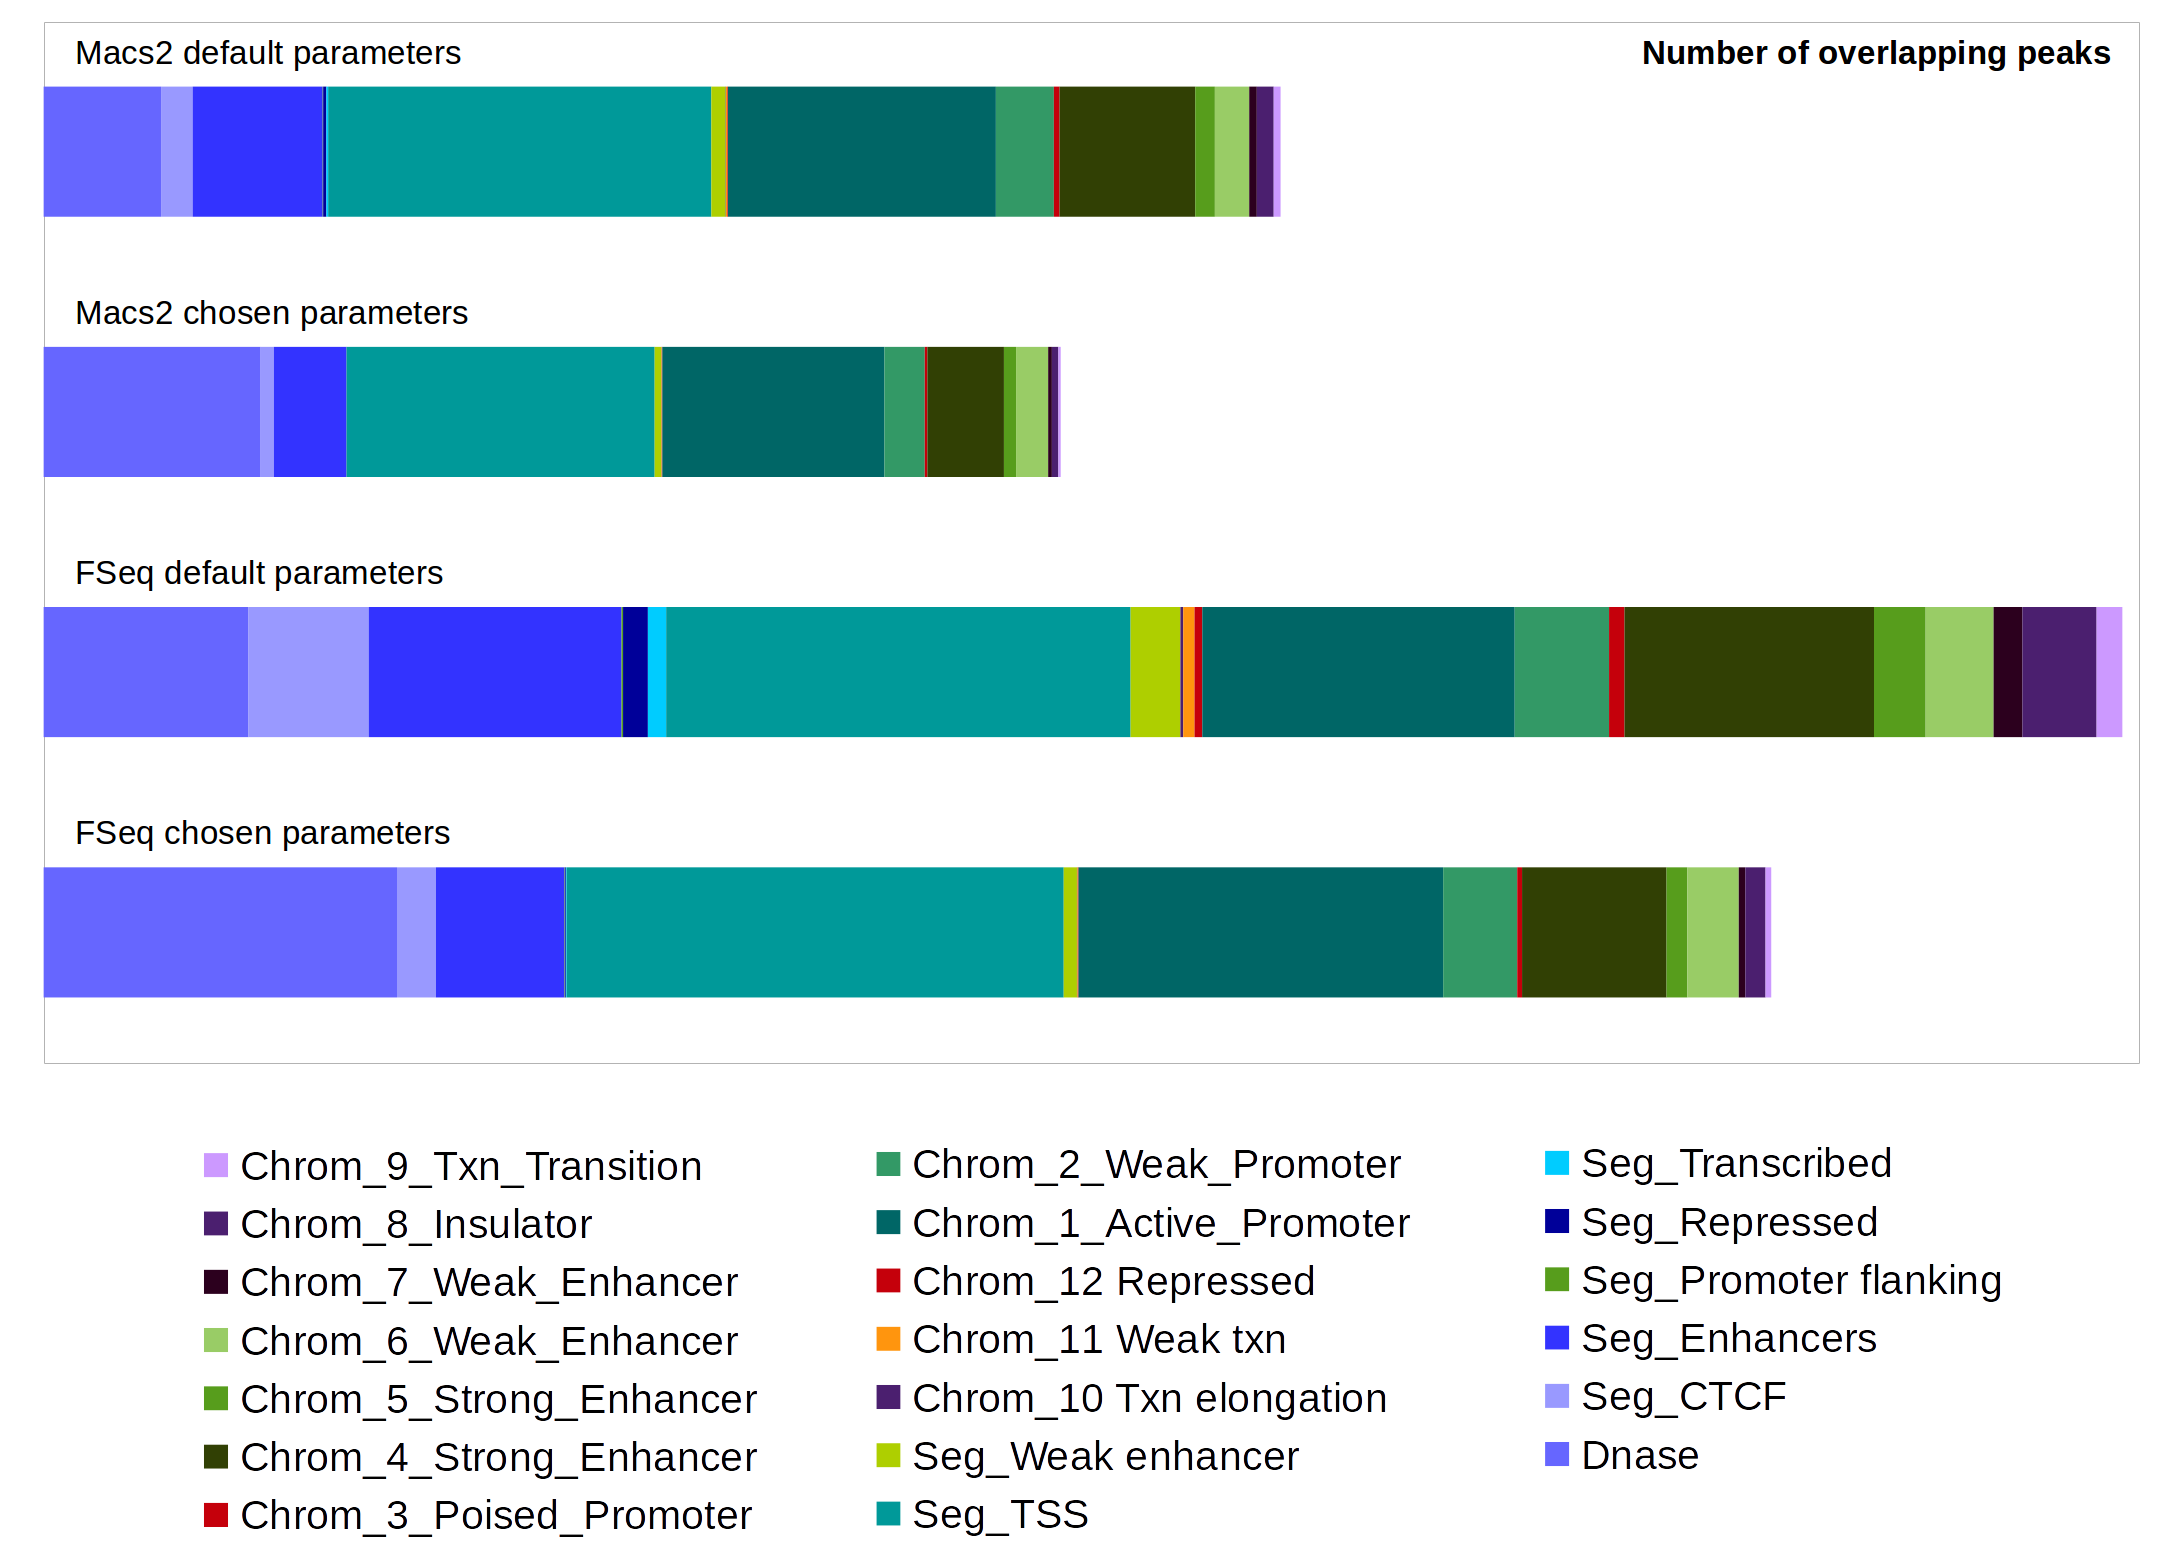 Macs2 default parameters
Number of overlapping peaks
Macs2 chosen parameters
FSeq default parameters
FSeq chosen parameters
Chrom_9_Txn_Transition
Chrom_8_Insulator
Chrom_7_Weak_Enhancer
Chrom_6_Weak_Enhancer
Chrom_5_Strong_Enhancer
Chrom_4_Strong_Enhancer
Chrom_3_Poised_Promoter
Chrom_2_Weak_Promoter
Chrom_1_Active_Promoter
Chrom_12 Repressed
Chrom_11 Weak txn
Chrom_10 Txn elongation
Seg_Weak enhancer
Seg_TSS
Seg_Transcribed
Seg_Repressed
Seg_Promoter flanking
Seg_Enhancers
Seg_CTCF
Dnase